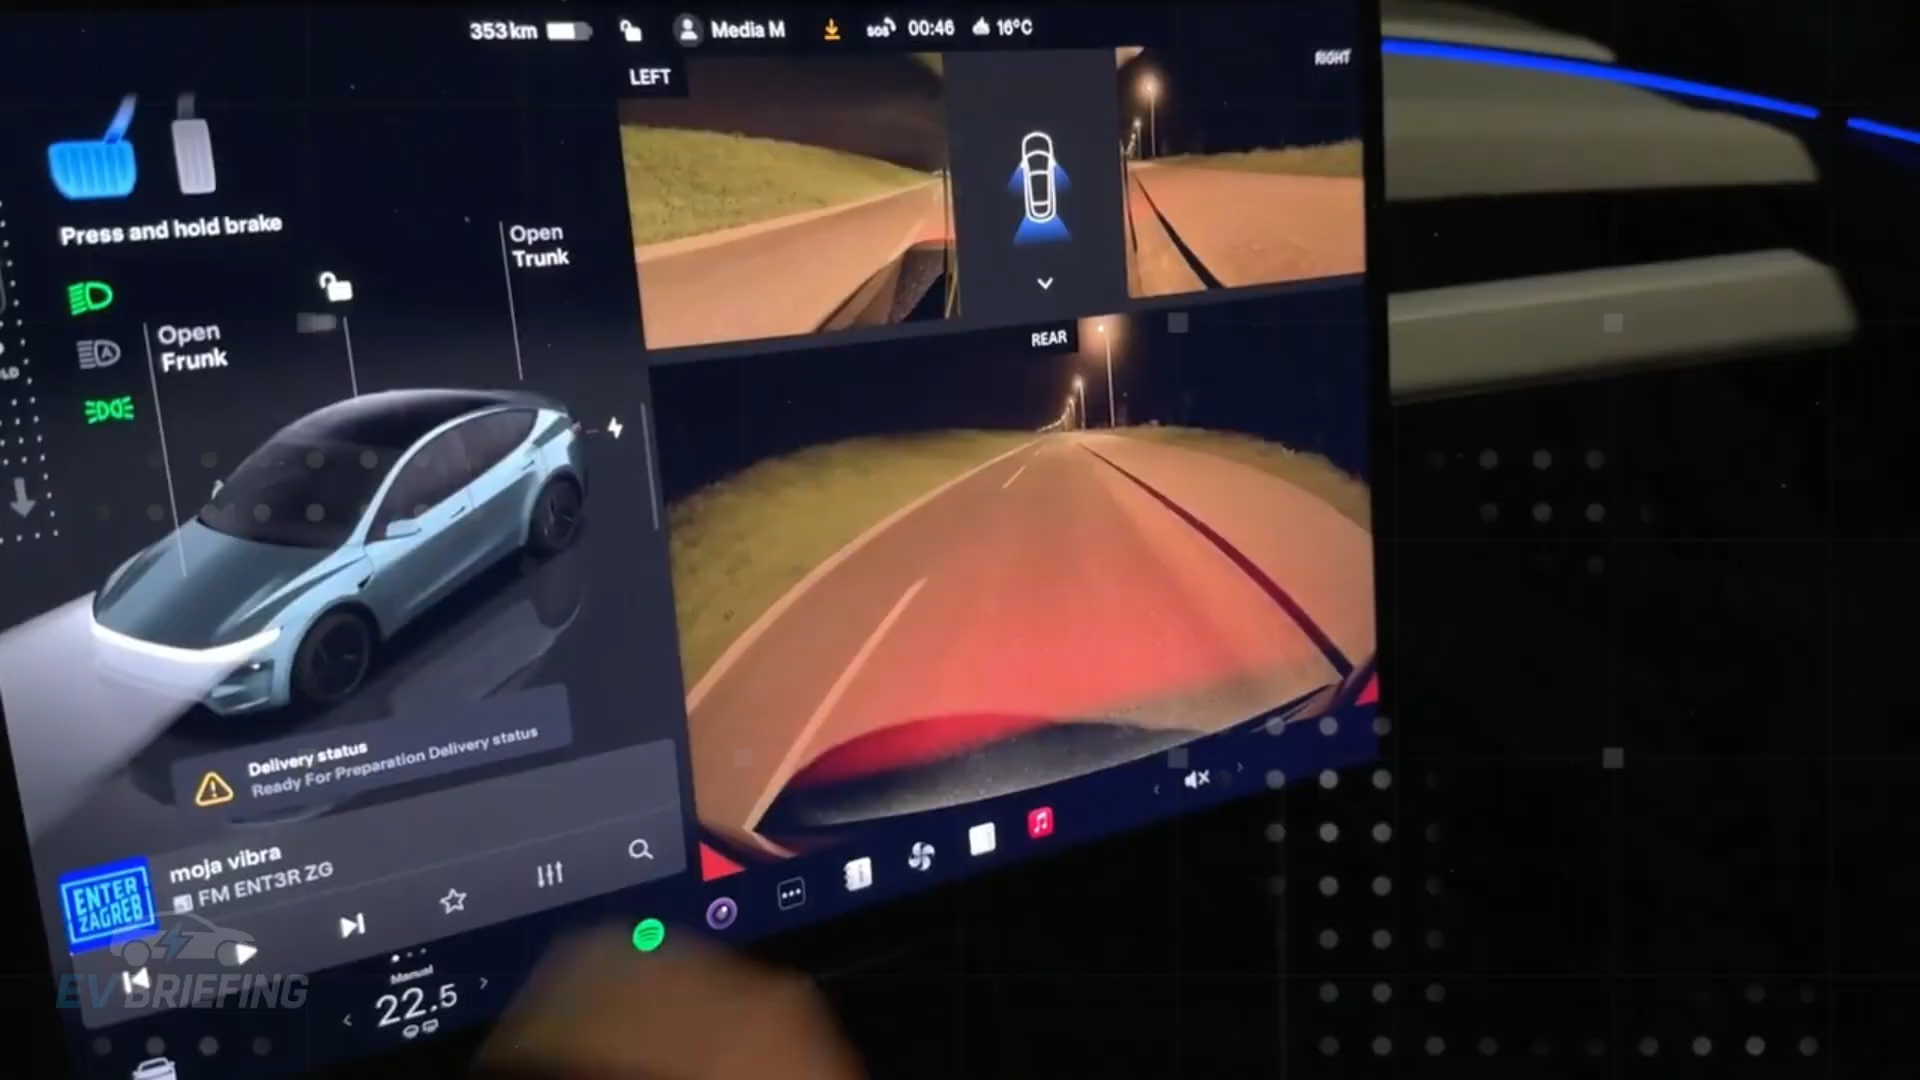 353 km
Media M
SOS
00:46
16°C
LEFT
RIGHT
Press and hold brake
Open
Trunk
Open
Frunk
A
REAR
Delivery status
Ready For Preparation Delivery status
moja vibra
FM ENT3R ZG
ENTER
ZAGREB
Manual
22.5
EV BRIEFING